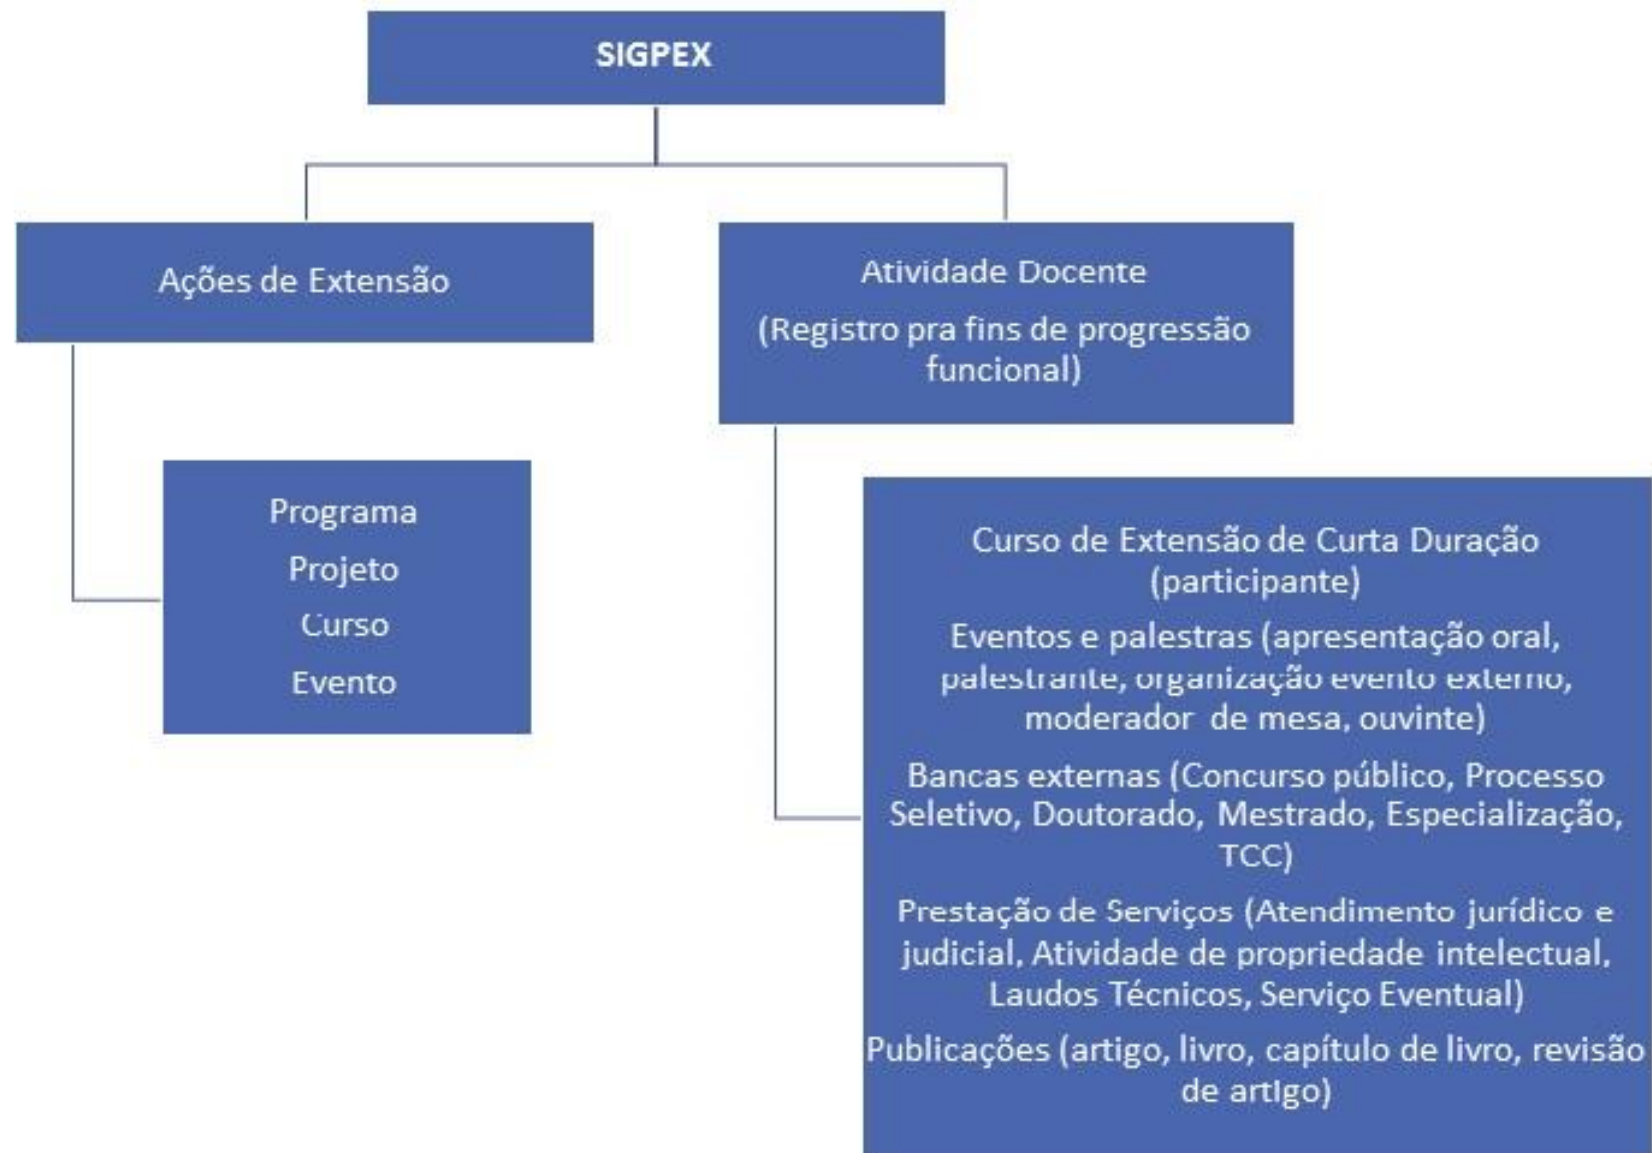 SIGPEX
Ações de Extensão
Atividade Docente
(Registro pra fins de progressão
funcional)
Programa
Projeto
Curso
Evento
Curso de Extensão de Curta Duração
(participante)
Eventos e palestras (apresentação oral,
palestrante, organização evento externo,
moderador de mesa, ouvinte)
Bancas externas (Concurso público, Processo
Seletivo, Doutorado, Mestrado, Especialização,
TCC)
Prestação de Serviços (Atendimento jurídico e
judicial, Atividade de propriedade intelectual,
Laudos Técnicos, Serviço Eventual)
Publicações (artigo, livro, capítulo de livro, revisão
de artigo)